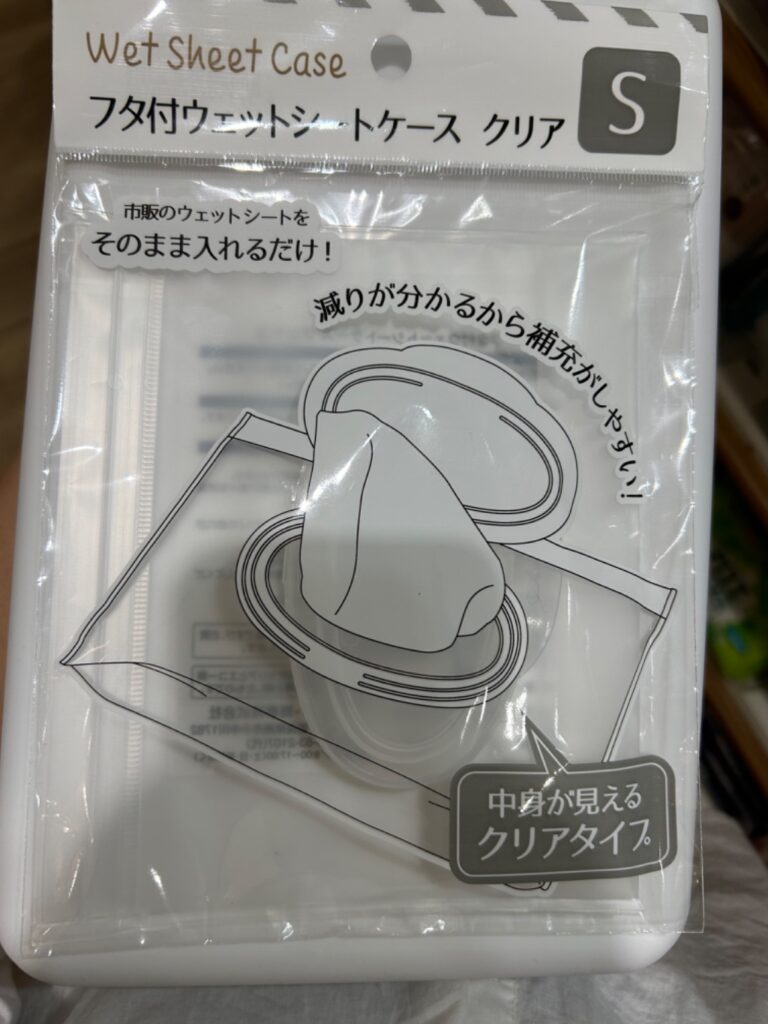 Wet Sheet Case
フタ付ウェットシートケース クリア
S
市販のウェットシートを
そのまま入れるだけ!
減りが分かるから補充がしやすい!
中身が見える
クリアタイプ